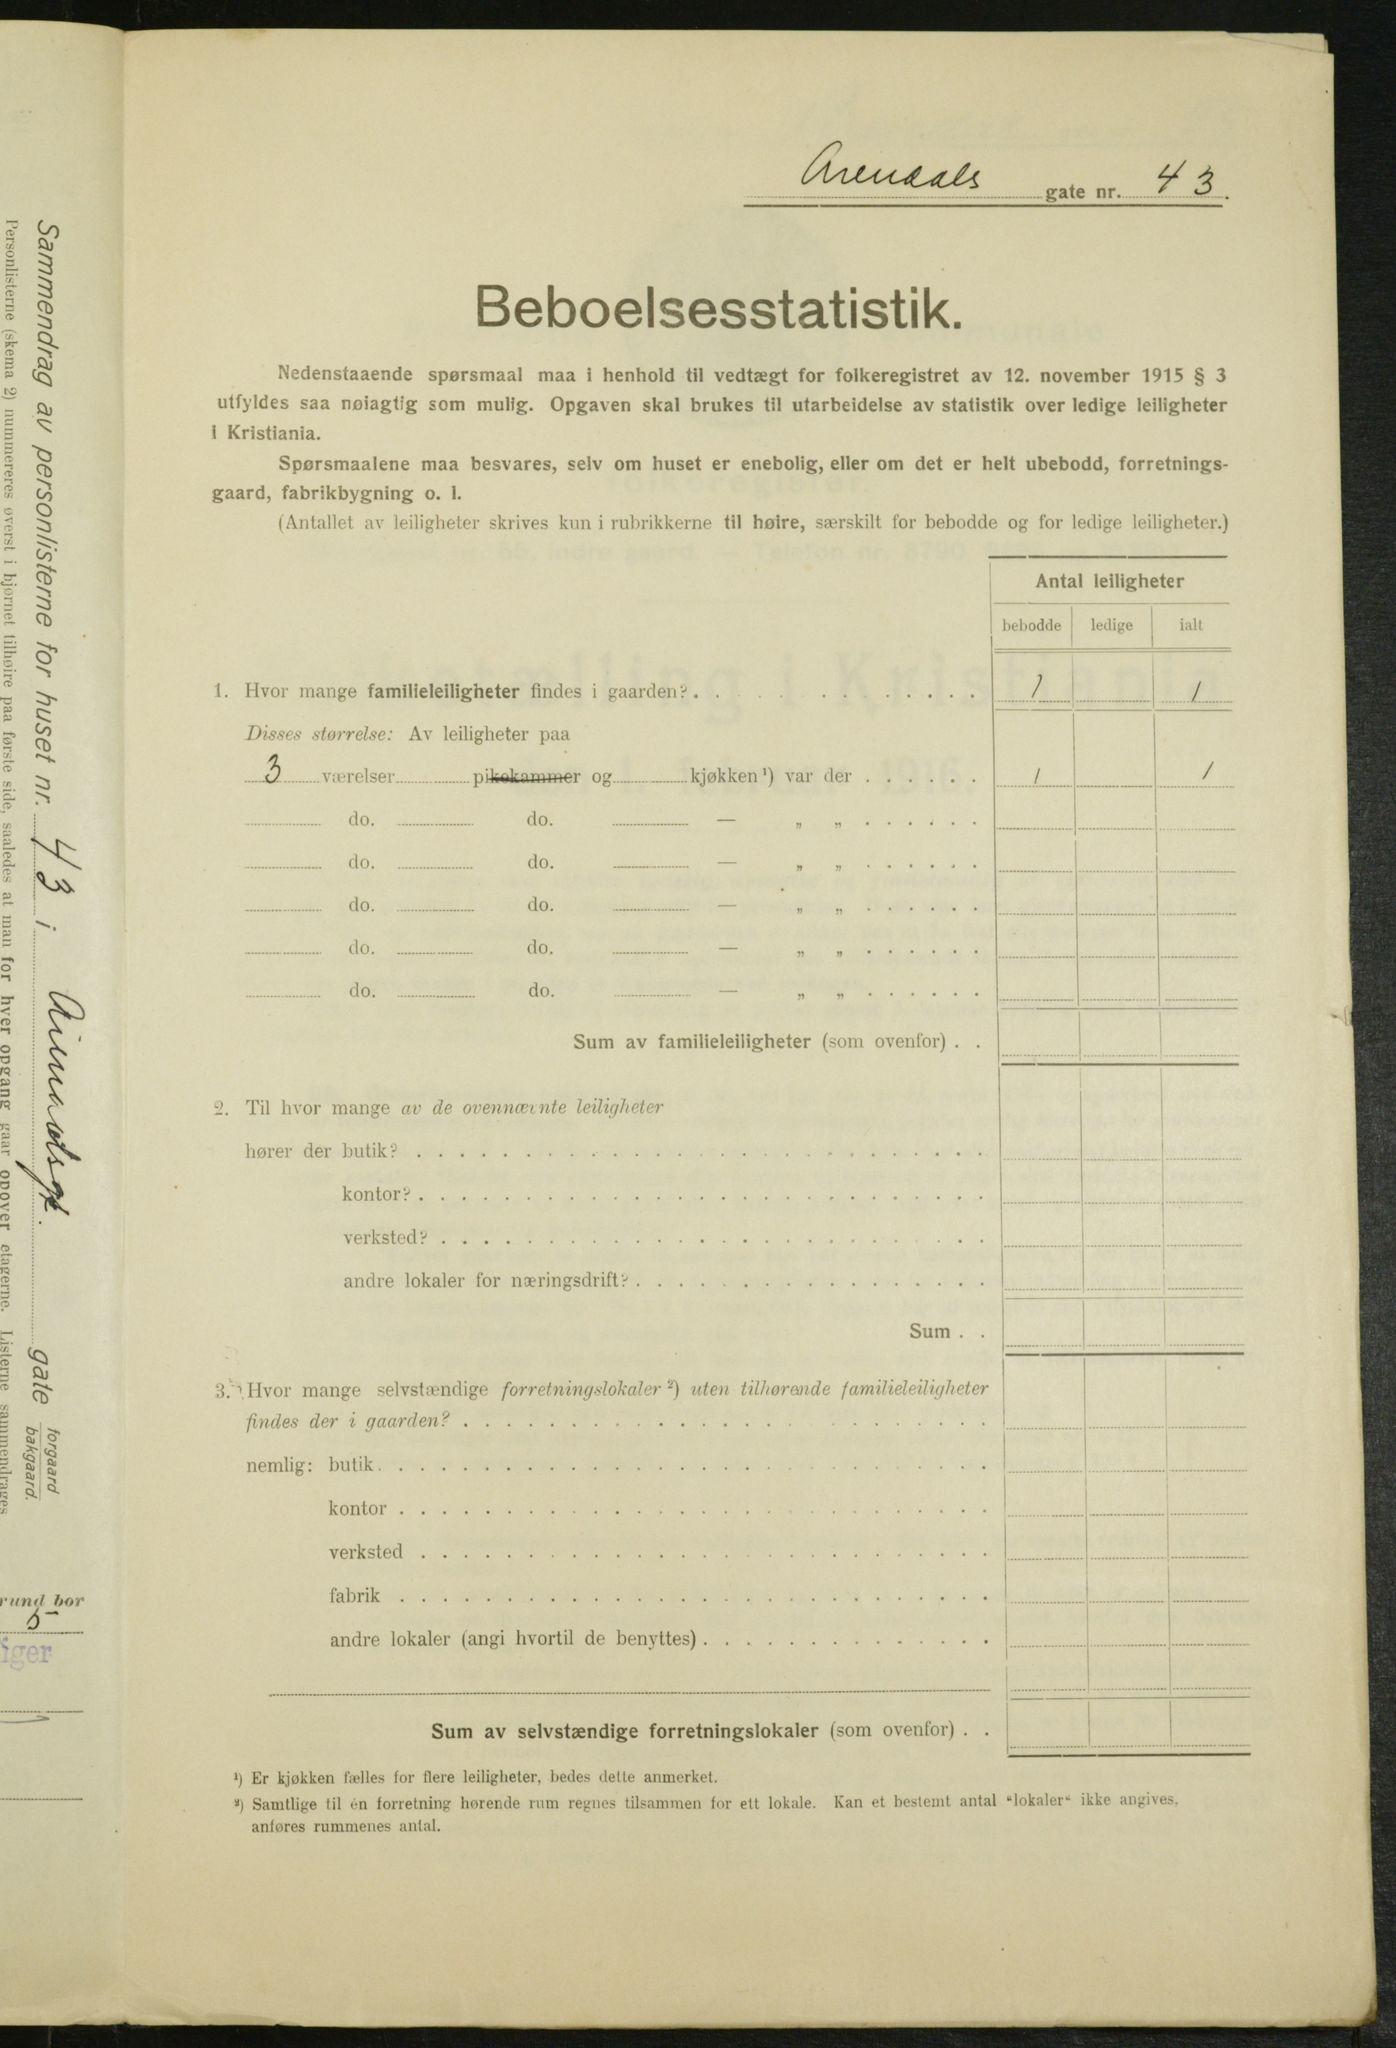 Arendals gate nr. 43.
Beboelsesstatistik.
Nedenstaaende spørsmaal maa i henhold til vedtægt for folkeregistret av 12. november 1915 § 3
utfyldes saa nøiagtig som mulig. Opgaven skal brukes til utarbeidelse av statistik over ledige leiligheter
i Kristiania.
Spørsmaalene maa besvares, selv om huset er enebolig, eller om det er helt ubebodd, forretnings-
gaard, fabrikbygning o. l.
(Antallet av leiligheter skrives kun i rubrikkerne til høire, særskilt for bebodde og for ledige leiligheter.)
Antal leiligheter
bebodde ledige ialt
1. Hvor mange familieleiligheter findes i gaarden? . . . . . . . . . . . . . . 1 1
Disses størrelse: Av leiligheter paa
3 værelser pikekammer og kjøkken ¹) var der . . . . . . 1 1
do. do. — „ „ . . . . . .
do. do. — „ „ . . . . . .
do. do. — „ „ . . . . . .
do. do. — „ „ . . . . . .
do. do. — „ „ . . . . . .
Sum av familieleiligheter (som ovenfor) . .
2. Til hvor mange av de ovennævnte leiligheter
hører der butik? . . . . . . . . . . . . . . . . . . . . . . . . . .
kontor? . . . . . . . . . . . . . . . . . . . . . . . . . .
verksted? . . . . . . . . . . . . . . . . . . . . . . . . .
andre lokaler for næringsdrift? . . . . . . . . . . . . . . . .
Sum . .
3. Hvor mange selvstændige forretningslokaler ²) uten tilhørende familieleiligheter
findes der i gaarden? . . . . . . . . . . . . . . . . . . . . . . . .
nemlig: butik . . . . . . . . . . . . . . . . . . . . . . . . . . . .
kontor . . . . . . . . . . . . . . . . . . . . . . . . . . .
verksted . . . . . . . . . . . . . . . . . . . . . . . . . .
fabrik . . . . . . . . . . . . . . . . . . . . . . . . . . .
andre lokaler (angi hvortil de benyttes) . . . . . . . . . . . . . .
Sum av selvstændige forretningslokaler (som ovenfor) . .
¹) Er kjøkken fælles for flere leiligheter, bedes dette anmerket.
²) Samtlige til én forretning hørende rum regnes tilsammen for ett lokale. Kan et bestemt antal “lokaler“ ikke angives,
anføres rummenes antal.
Sammendrag av personlisterne for huset nr. 43 i gate forgaard bakgaard.
Personlisterne (skema 2) nummereres øverst i hjørnet tilhøire paa første side, saaledes at man for hver opgang gaar opover etagerne. Listerne sammendrages
rund bor
5
iger